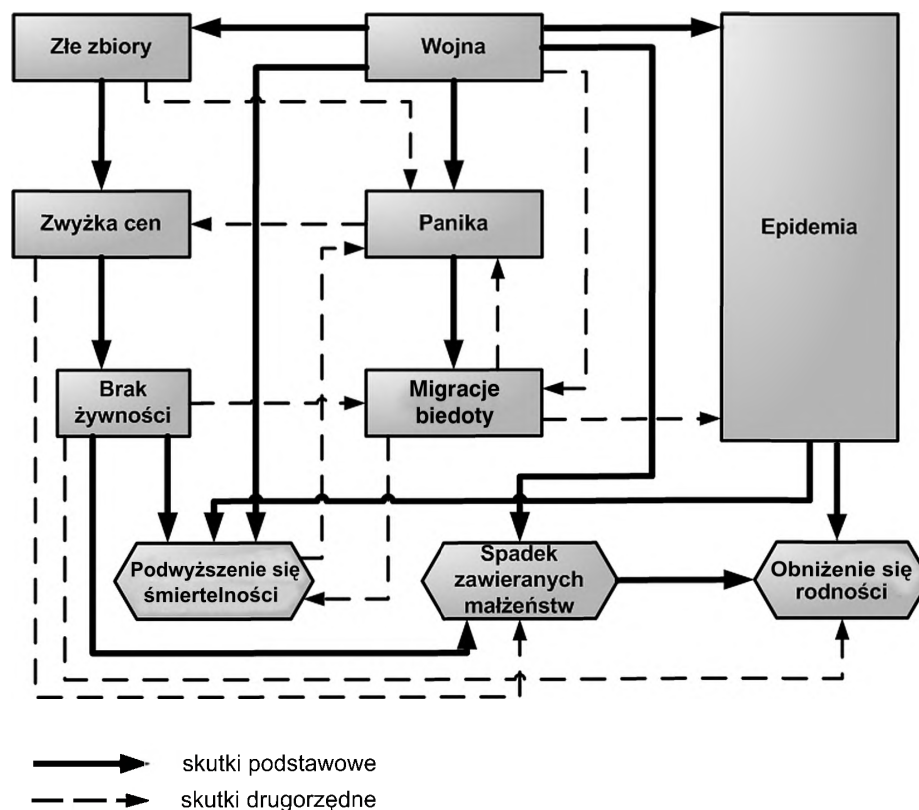 Złe zbiory
Wojna
Zwyżka cen
Panika
Epidemia
Brak
żywności
Migracje
biedoty
Podwyższenie się
śmiertelności
Spadek
zawieranych
małżeństw
Obniżenie się
rodności
skutki podstawowe
skutki drugorzędne